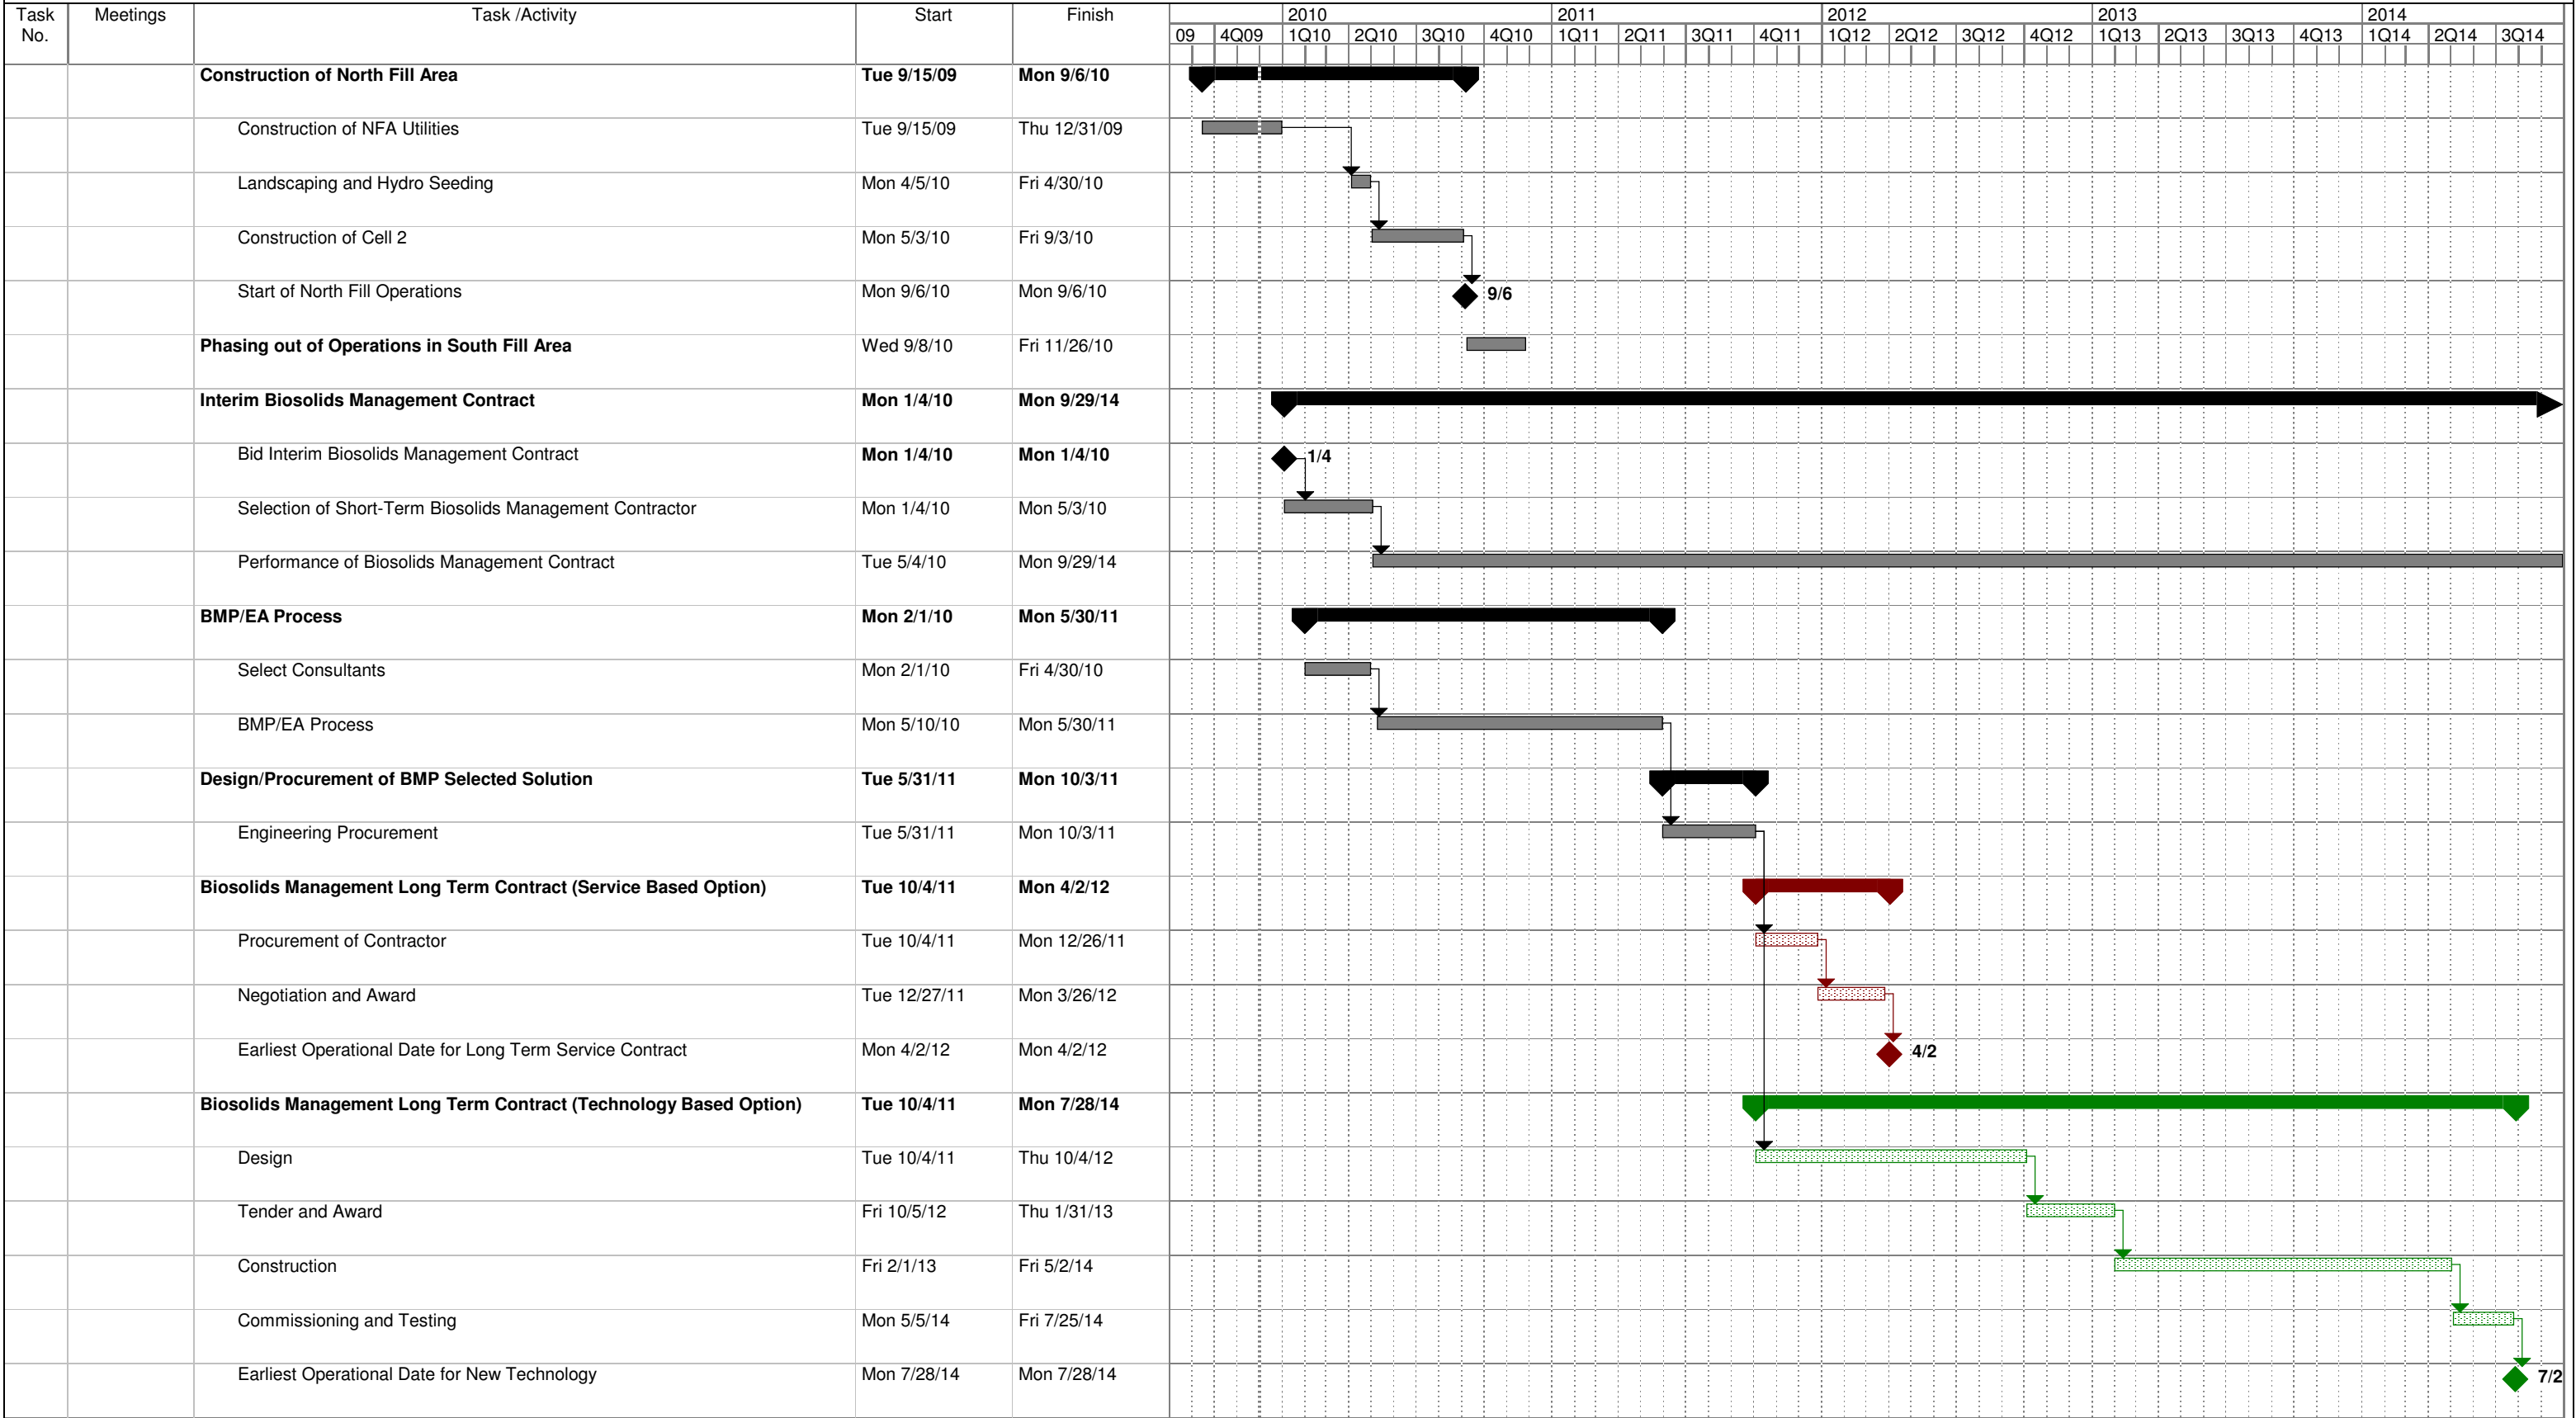 Task No. Meetings Task /Activity Start Finish
2010 2011 2012 2013 2014
09 4Q09 1Q10 2Q10 3Q10 4Q10 1Q11 2Q11 3Q11 4Q11 1Q12 2Q12 3Q12 4Q12 1Q13 2Q13 3Q13 4Q13 1Q14 2Q14 3Q14
Construction of North Fill Area Tue 9/15/09 Mon 9/6/10
Construction of NFA Utilities Tue 9/15/09 Thu 12/31/09
Landscaping and Hydro Seeding Mon 4/5/10 Fri 4/30/10
Construction of Cell 2 Mon 5/3/10 Fri 9/3/10
Start of North Fill Operations Mon 9/6/10 Mon 9/6/10 9/6
Phasing out of Operations in South Fill Area Wed 9/8/10 Fri 11/26/10
Interim Biosolids Management Contract Mon 1/4/10 Mon 9/29/14
Bid Interim Biosolids Management Contract Mon 1/4/10 Mon 1/4/10 1/4
Selection of Short-Term Biosolids Management Contractor Mon 1/4/10 Mon 5/3/10
Performance of Biosolids Management Contract Tue 5/4/10 Mon 9/29/14
BMP/EA Process Mon 2/1/10 Mon 5/30/11
Select Consultants Mon 2/1/10 Fri 4/30/10
BMP/EA Process Mon 5/10/10 Mon 5/30/11
Design/Procurement of BMP Selected Solution Tue 5/31/11 Mon 10/3/11
Engineering Procurement Tue 5/31/11 Mon 10/3/11
Biosolids Management Long Term Contract (Service Based Option) Tue 10/4/11 Mon 4/2/12
Procurement of Contractor Tue 10/4/11 Mon 12/26/11
Negotiation and Award Tue 12/27/11 Mon 3/26/12
Earliest Operational Date for Long Term Service Contract Mon 4/2/12 Mon 4/2/12 4/2
Biosolids Management Long Term Contract (Technology Based Option) Tue 10/4/11 Mon 7/28/14
Design Tue 10/4/11 Thu 10/4/12
Tender and Award Fri 10/5/12 Thu 1/31/13
Construction Fri 2/1/13 Fri 5/2/14
Commissioning and Testing Mon 5/5/14 Fri 7/25/14
Earliest Operational Date for New Technology Mon 7/28/14 Mon 7/28/14 7/2